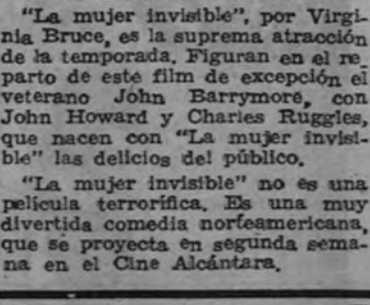 "La mujer invisible", por Virgi-
nia Bruce, es la suprema atracción
de la temporada. Figuran en el re-
parto de este film de excepción el
veterano John Barrymore, con
John Howard y Charles Ruggles,
que nacen con "La mujer invisi-
ble" las delicios del público.
"La mujer invisible" no es una
película terrorífica. Es una muy
divertida comedia norteamericana,
que se proyecta en segunda sema-
na en el Cine Alcántara.